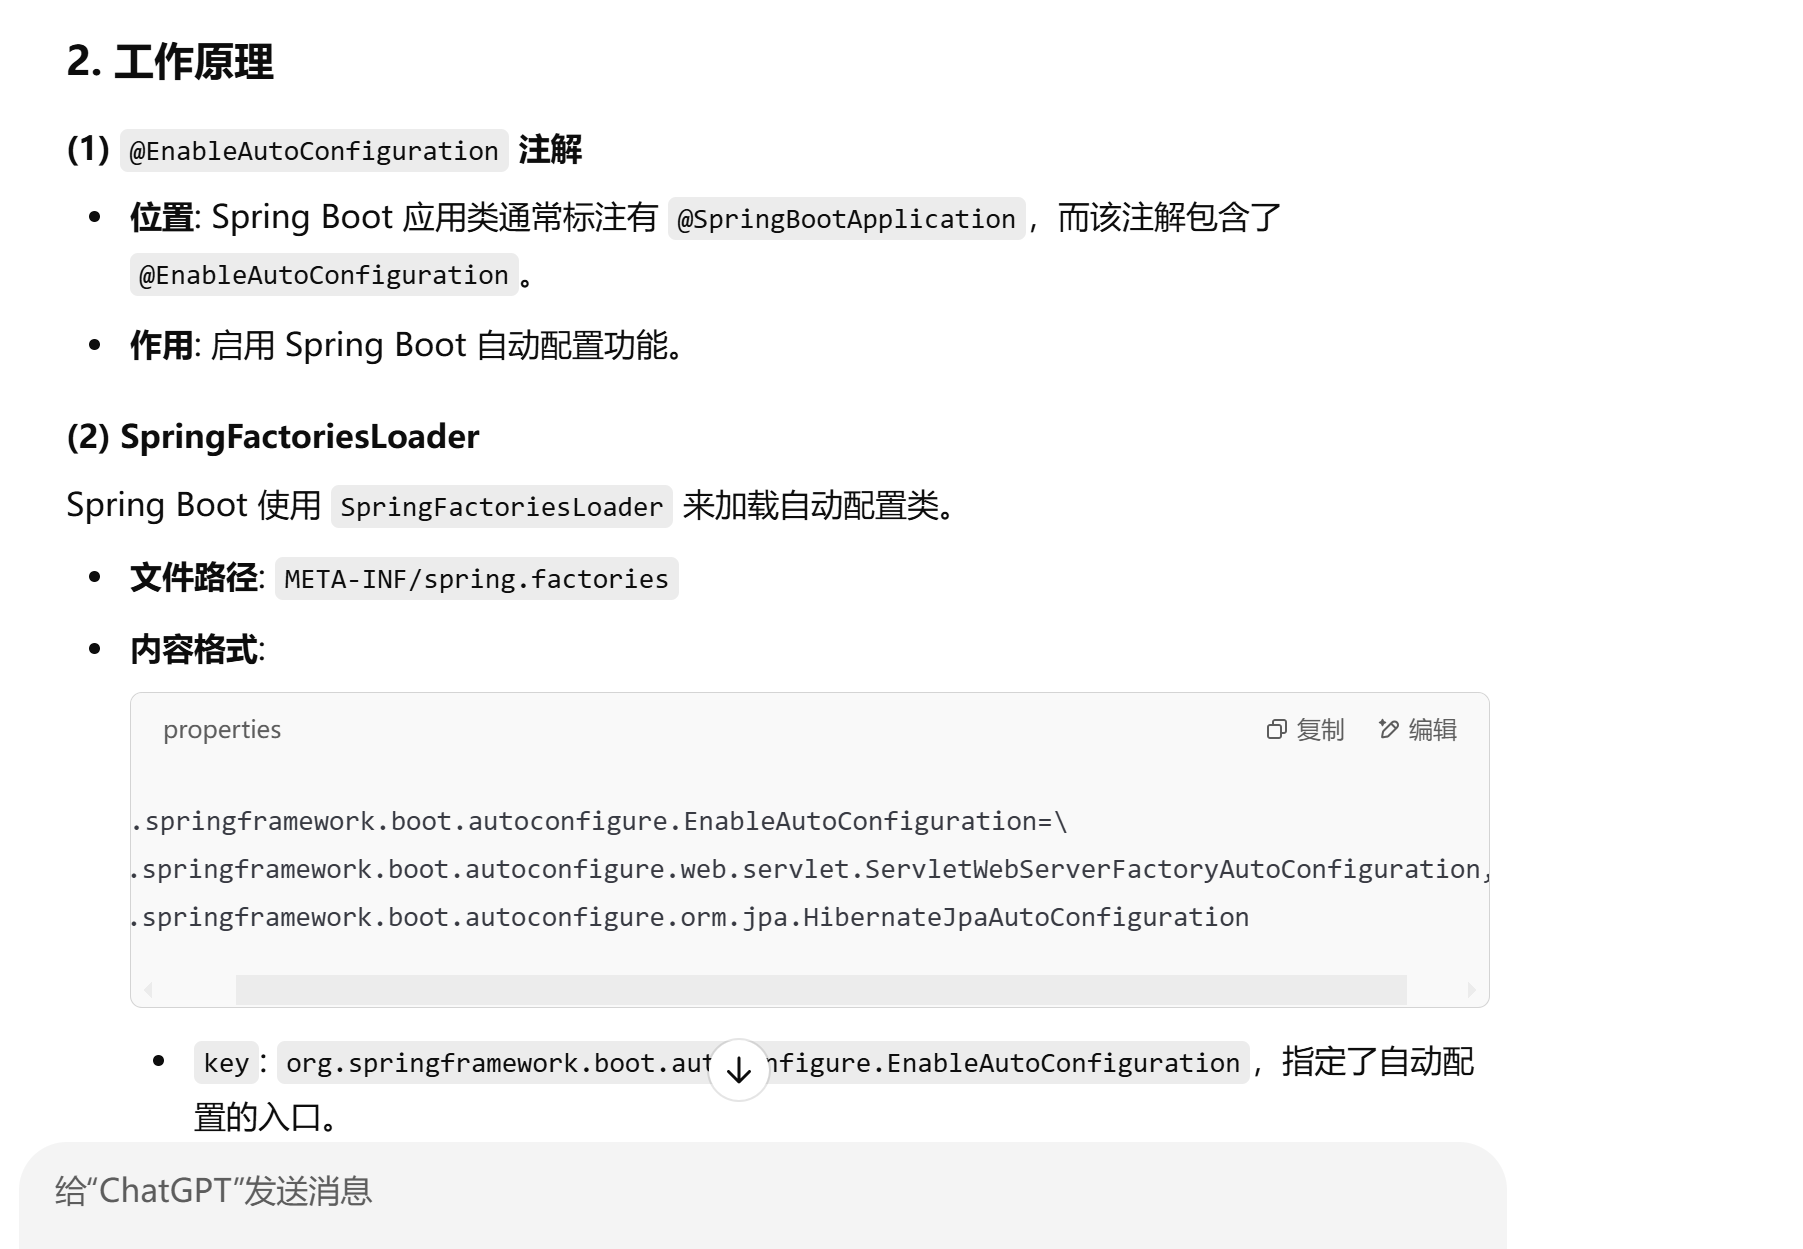 2. 工作原理
(1) @EnableAutoConfiguration 注解
• 位置: Spring Boot 应用类通常标注有 @SpringBootApplication，而该注解包含了
@EnableAutoConfiguration。
• 作用: 启用 Spring Boot 自动配置功能。
(2) SpringFactoriesLoader
Spring Boot 使用 SpringFactoriesLoader 来加载自动配置类。
• 文件路径: META-INF/spring.factories
• 内容格式:
properties 复制 编辑
.springframework.boot.autoconfigure.EnableAutoConfiguration=\
.springframework.boot.autoconfigure.web.servlet.ServletWebServerFactoryAutoConfiguration,
.springframework.boot.autoconfigure.orm.jpa.HibernateJpaAutoConfiguration
• key: org.springframework.boot.aut nfigure.EnableAutoConfiguration，指定了自动配
置的入口。
给“ChatGPT”发送消息